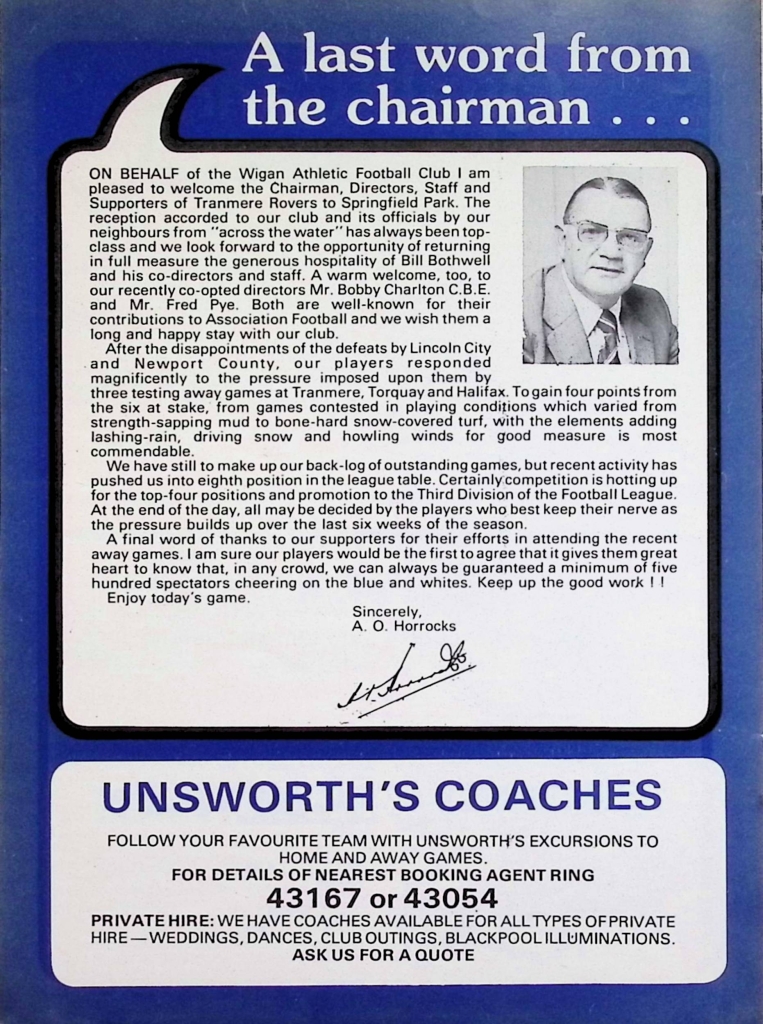 A last word from
the chairman . . .
ON BEHALF of the Wigan Athletic Football Club I am
pleased to welcome the Chairman, Directors, Staff and
Supporters of Tranmere Rovers to Springfield Park. The
reception accorded to our club and its officials by our
neighbours from "across the water" has always been top-
class and we look forward to the opportunity of returning
in full measure the generous hospitality of Bill Bothwell
and his co-directors and staff. A warm welcome, too, to
our recently co-opted directors Mr. Bobby Charlton C.B.E.
and Mr. Fred Pye. Both are well-known for their
contributions to Association Football and we wish them a
long and happy stay with our club.
After the disappointments of the defeats by Lincoln City
and Newport County, our players responded
magnificently to the pressure imposed upon them by
three testing away games at Tranmere, Torquay and Halifax. To gain four points from
the six at stake, from games contested in playing conditions which varied from
strength-sapping mud to bone-hard snow-covered turf, with the elements adding
lashing-rain, driving snow and howling winds for good measure is most
commendable.
We have still to make up our back-log of outstanding games, but recent activity has
pushed us into eighth position in the league table. Certainly competition is hotting up
for the top-four positions and promotion to the Third Division of the Football League.
At the end of the day, all may be decided by the players who best keep their nerve as
the pressure builds up over the last six weeks of the season.
A final word of thanks to our supporters for their efforts in attending the recent
away games. I am sure our players would be the first to agree that it gives them great
heart to know that, in any crowd, we can always be guaranteed a minimum of five
hundred spectators cheering on the blue and whites. Keep up the good work ! !
Enjoy today's game.
Sincerely,
A. O. Horrocks
UNSWORTH'S COACHES
FOLLOW YOUR FAVOURITE TEAM WITH UNSWORTH'S EXCURSIONS TO
HOME AND AWAY GAMES.
FOR DETAILS OF NEAREST BOOKING AGENT RING
43167 or 43054
PRIVATE HIRE: WE HAVE COACHES AVAILABLE FOR ALL TYPES OF PRIVATE
HIRE — WEDDINGS, DANCES, CLUB OUTINGS, BLACKPOOL ILLUMINATIONS.
ASK US FOR A QUOTE